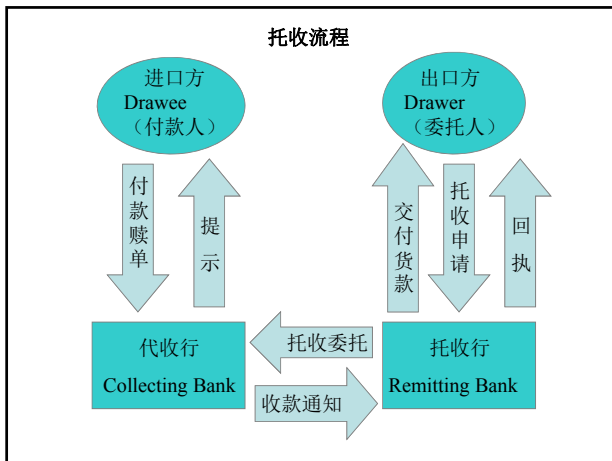 托收流程
进口方
Drawee
（付款人）
出口方
Drawer
（委托人）
付款赎单
提示
交付货款
托收申请
回执
代收行
Collecting Bank
托收委托
收款通知
托收行
Remitting Bank